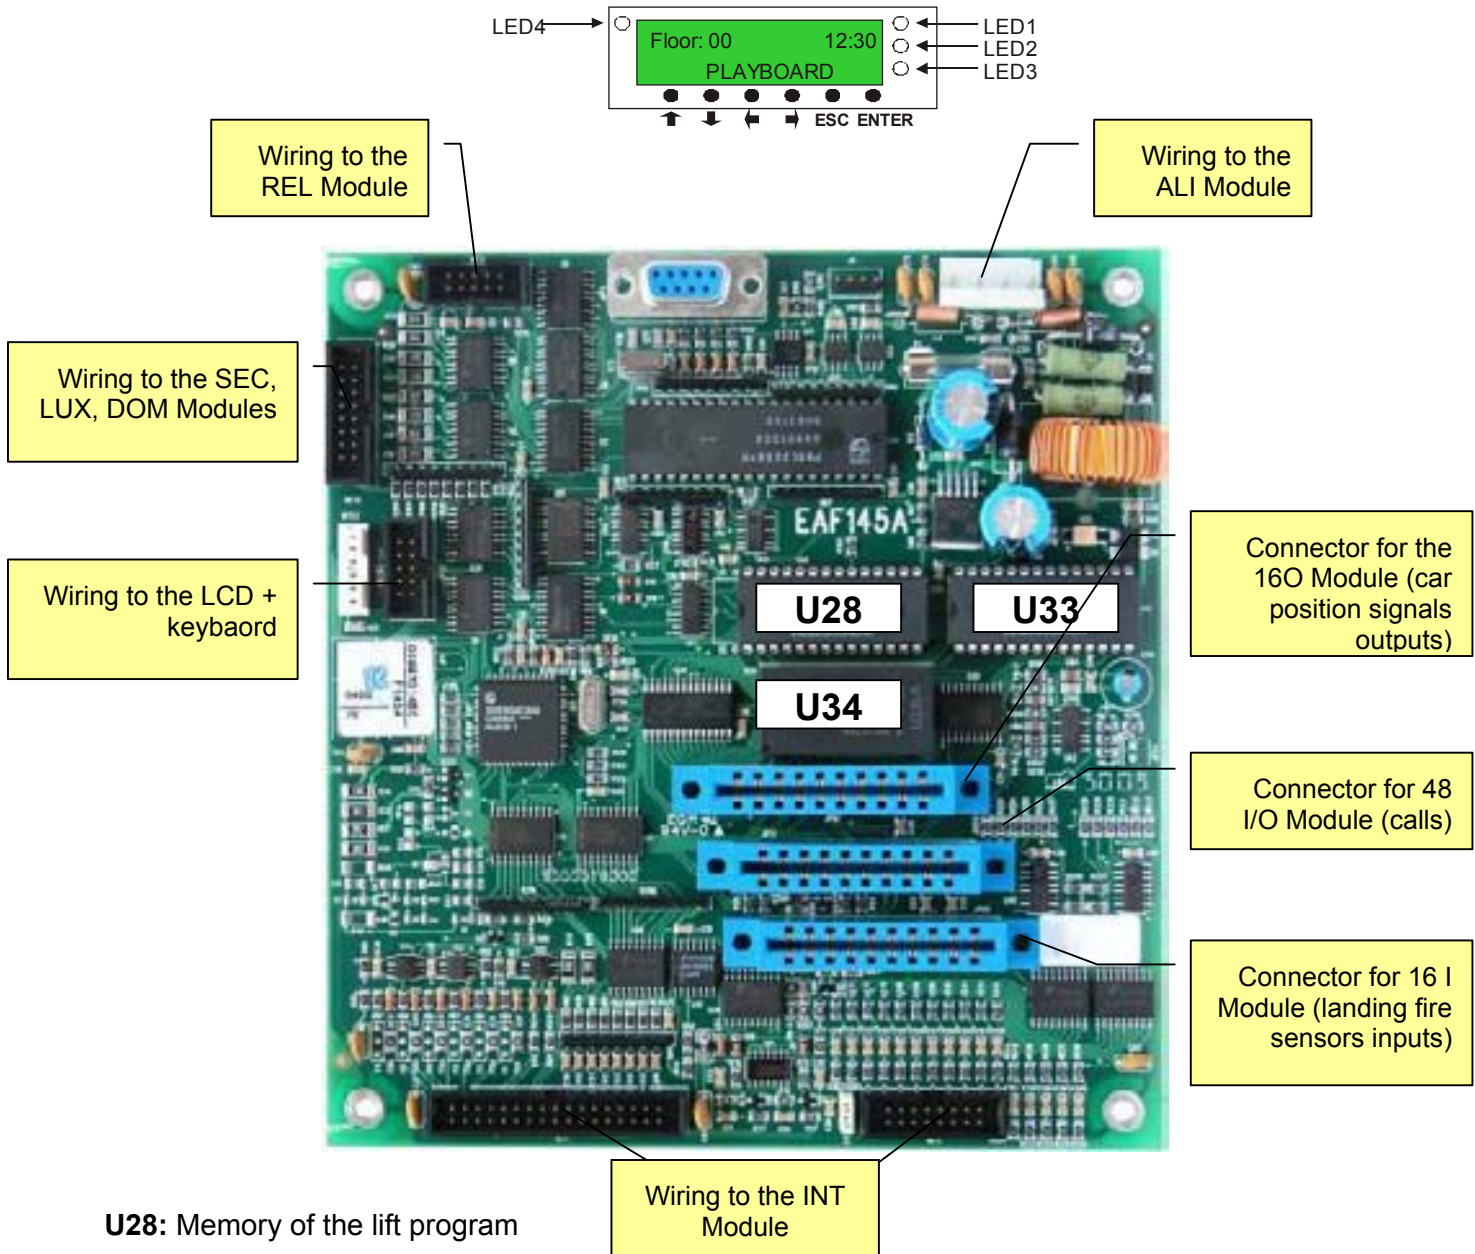 LED4
LED1
LED2
LED3
Floor: 00 12:30
PLAYBOARD
ESC ENTER
Wiring to the
REL Module
Wiring to the
ALI Module
Wiring to the SEC,
LUX, DOM Modules
Wiring to the LCD +
keybaord
EAF145A
U28
U33
U34
Connector for the
16O Module (car
position signals
outputs)
Connector for 48
I/O Module (calls)
Connector for 16 I
Module (landing fire
sensors inputs)
Wiring to the INT
Module
U28: Memory of the lift program